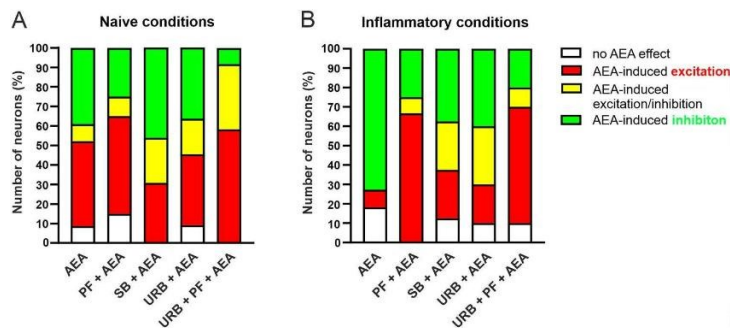 A
Naive conditions
Number of neurons (%)
100
90
80
70
60
50
40
30
20
10
0
AEA
PF + AEA
SB + AEA
URB + AEA
URB + PF + AEA
B
Inflammatory conditions
Number of neurons (%)
100
90
80
70
60
50
40
30
20
10
0
AEA
PF + AEA
SB + AEA
URB + AEA
URB + PF + AEA
no AEA effect
AEA-induced excitation
AEA-induced
excitation/inhibition
AEA-induced inhibiton